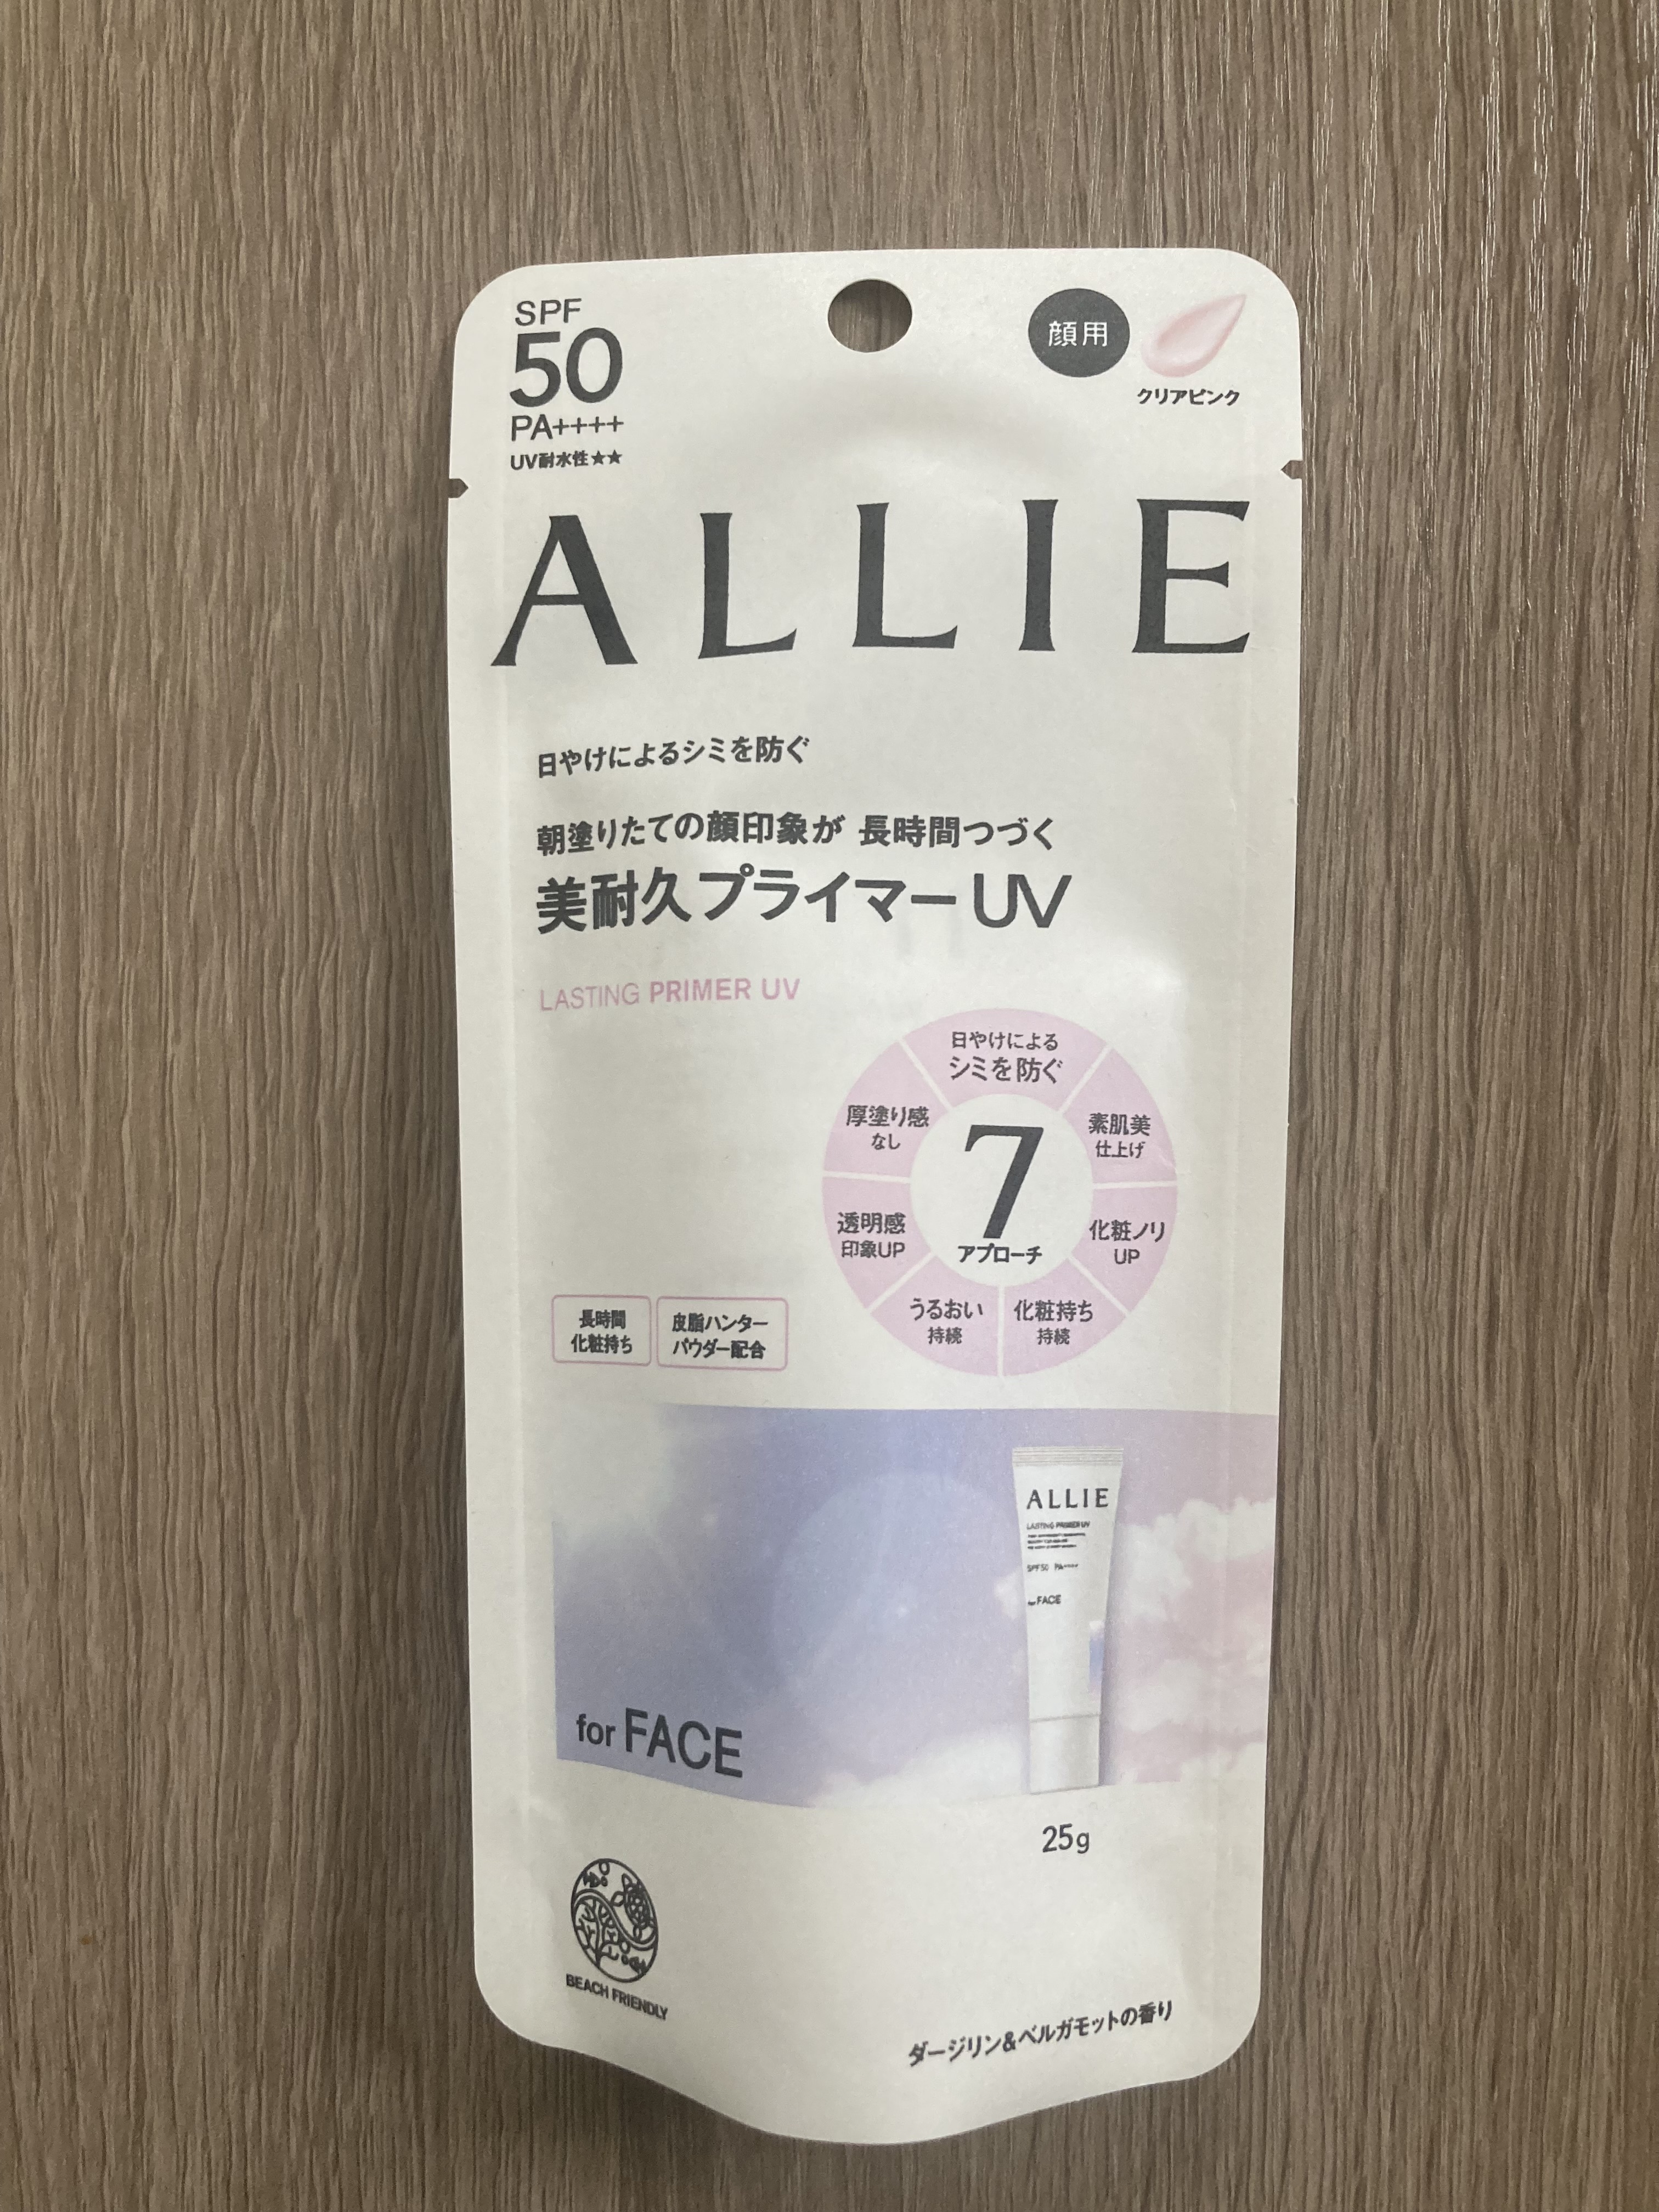 SPF
50
PA++++
UV耐水性★★
顔用
クリアピンク
ALLIE
日やけによるシミを防ぐ
朝塗りたての顔印象が 長時間つづく
美耐久プライマーUV
LASTING PRIMER UV
日やけによる
シミを防ぐ
素肌美
仕上げ
化粧ノリ
UP
化粧持ち
持続
うるおい
持続
透明感
印象UP
厚塗り感
なし
7
アプローチ
長時間
化粧持ち
皮脂ハンター
パウダー配合
ALLIE
LASTING PRIMER UV
SPF50 PA++++
for FACE
for FACE
25g
BEACH FRIENDLY
ダージリン&ベルガモットの香り